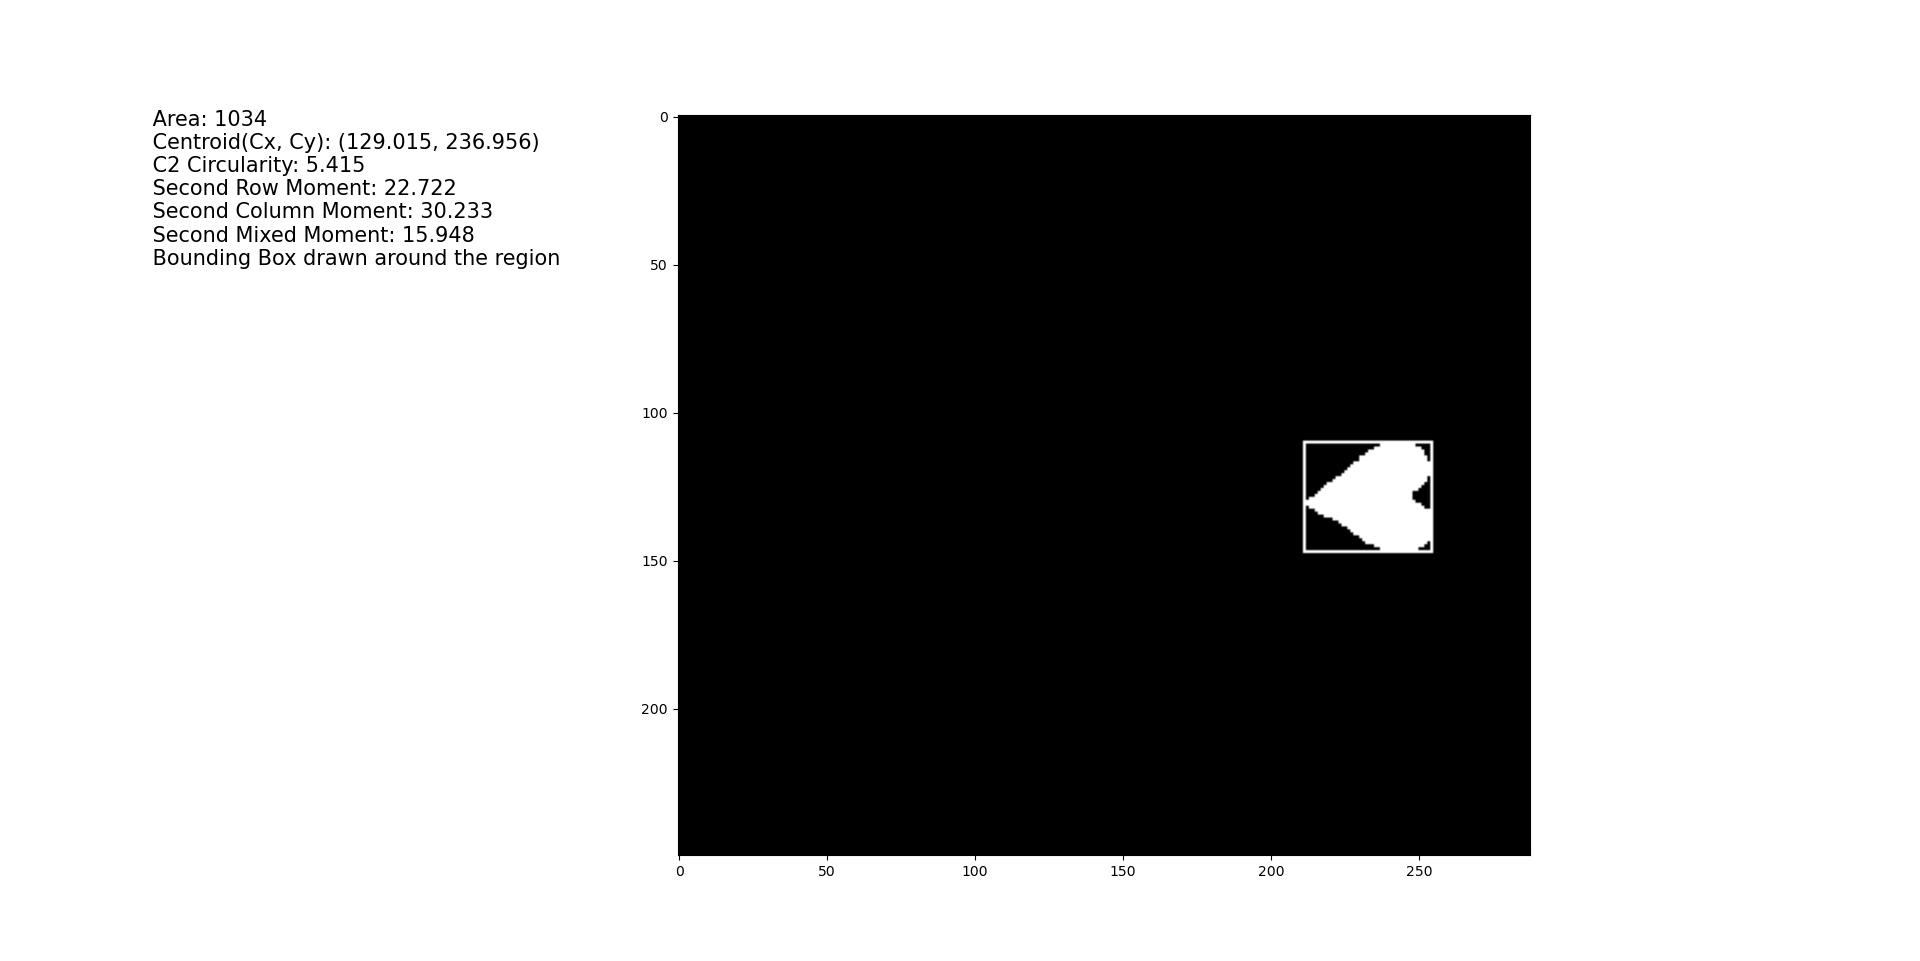 Area: 1034
Centroid(Cx, Cy): (129.015, 236.956)
C2 Circularity: 5.415
Second Row Moment: 22.722
Second Column Moment: 30.233
Second Mixed Moment: 15.948
Bounding Box drawn around the region
0
50
100
150
200
0 50 100 150 200 250